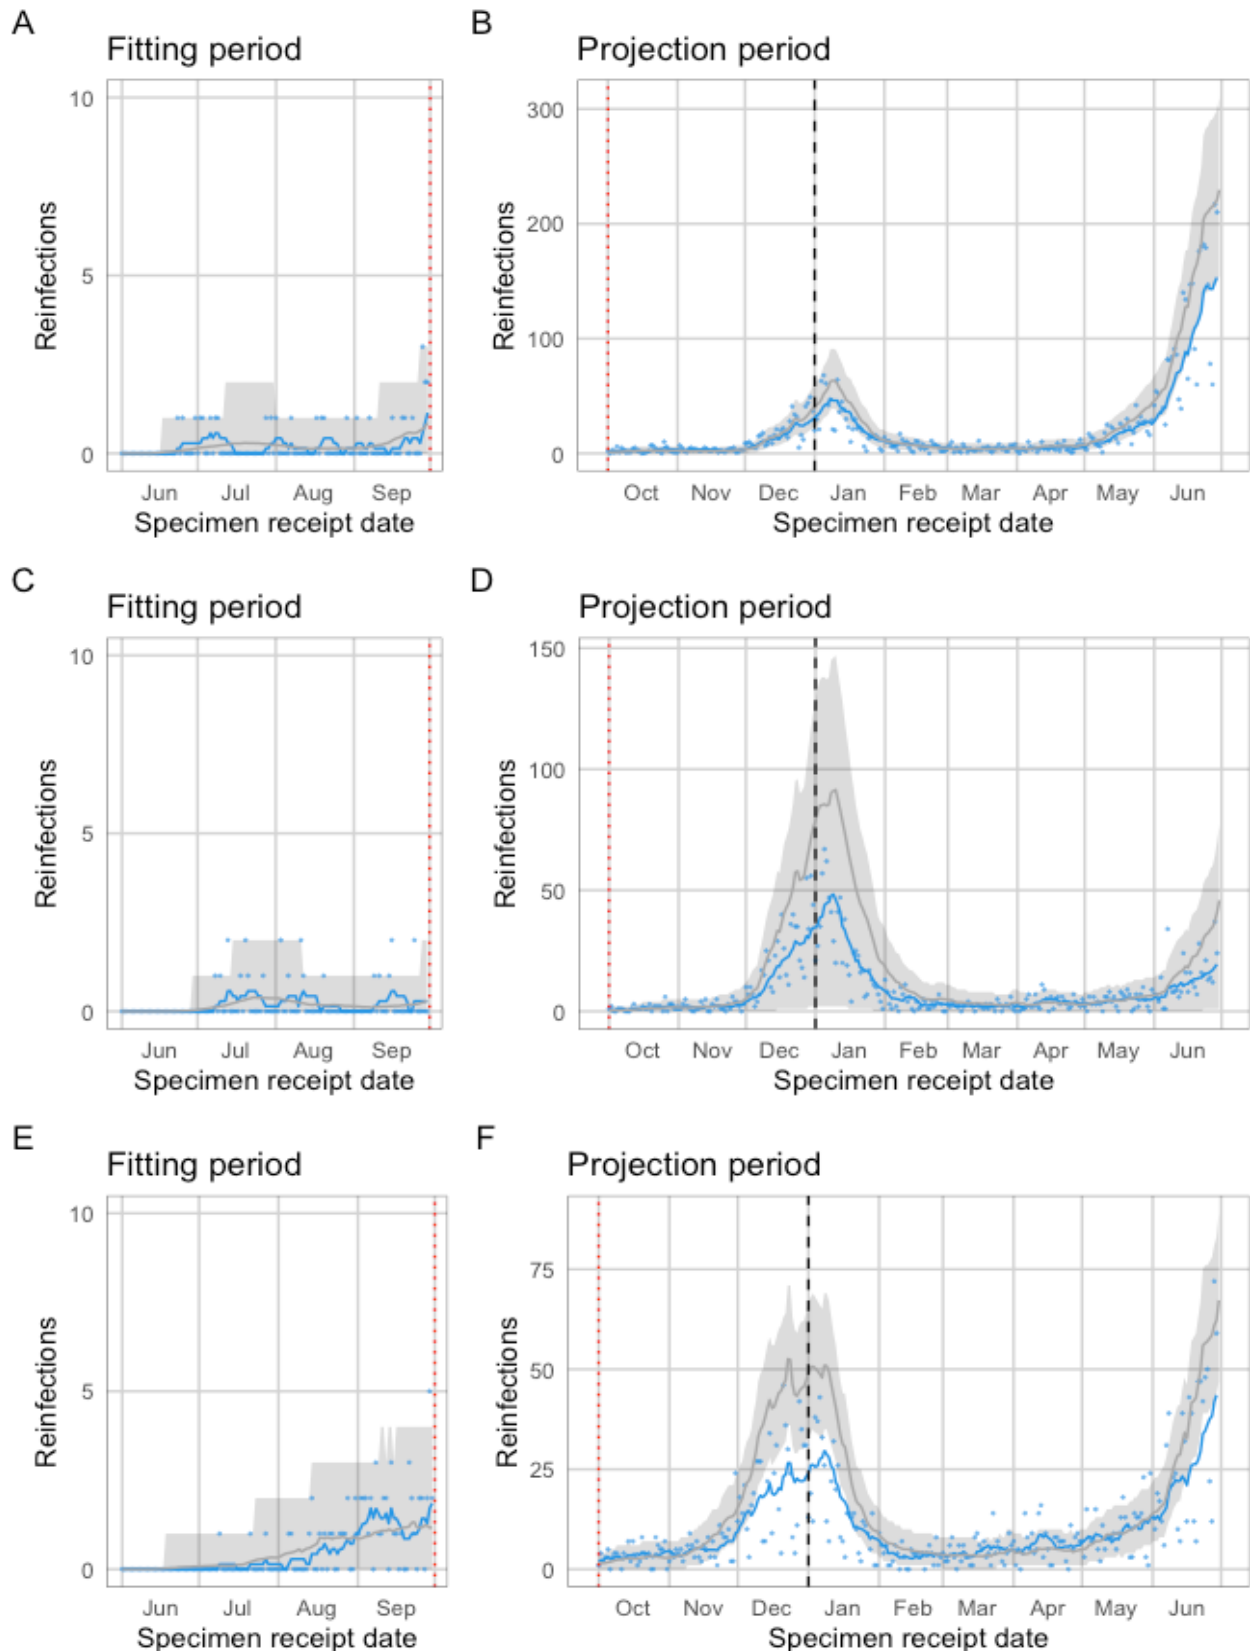 A
Fitting period
10
5
0
Reinfections
Jun Jul Aug Sep
Specimen receipt date
B
Projection period
300
200
100
0
Reinfections
Oct Nov Dec Jan Feb Mar Apr May Jun
Specimen receipt date
C
Fitting period
10
5
0
Reinfections
Jun Jul Aug Sep
Specimen receipt date
D
Projection period
150
100
50
0
Reinfections
Oct Nov Dec Jan Feb Mar Apr May Jun
Specimen receipt date
E
Fitting period
10
5
0
Reinfections
Jun Jul Aug Sep
Specimen receipt date
F
Projection period
75
50
25
0
Reinfections
Oct Nov Dec Jan Feb Mar Apr May Jun
Specimen receipt date